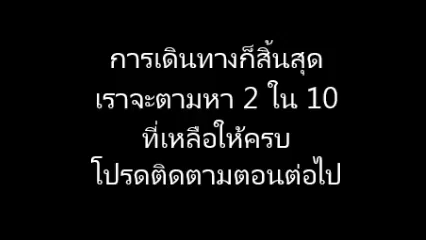 การเดินทางก็สิ้นสุด
เราจะตามหา 2 ใน 10
ที่เหลือให้ครบ
โปรดติดตามตอนต่อไป